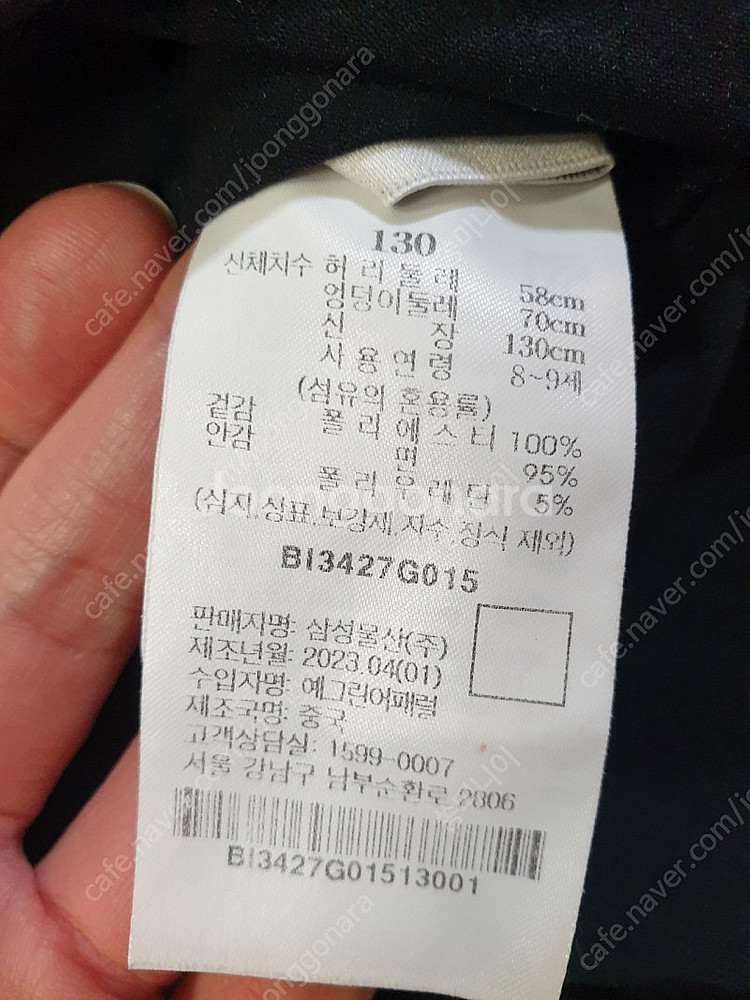 130
신체치수 허리둘레 58cm
엉덩이둘레 70cm
신장 130cm
사용연령 8~9세
(섬유의 혼용률)
겉감 폴리에스터 100%
안감 면 95%
폴리우레탄 5%
(심지.상표.보강재.자수.장식 제외)
BI3427G015
판매자명: 삼성물산(주)
제조년월: 2023.04(01)
수입자명: 예그린어패럴
제조국명: 중국
고객상담실: 1599-0007
서울 강남구 남부순환로 2806
BI3427G01513001
cafe.naver.com/joonggonara